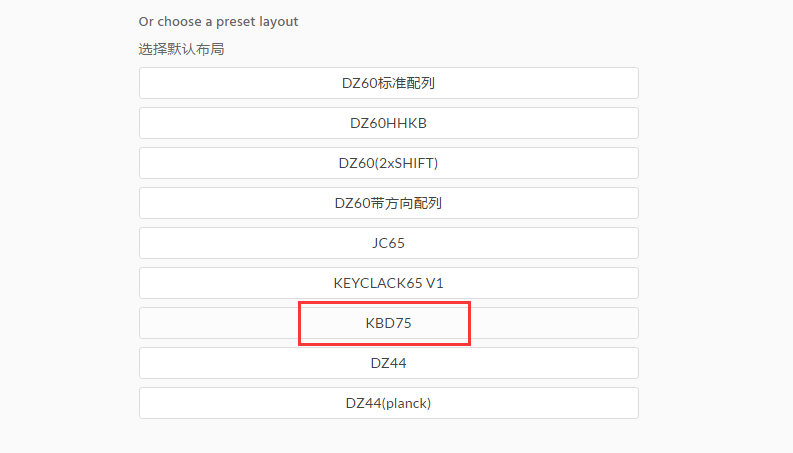 Or choose a preset layout
选择默认布局
DZ60标准配列
DZ60HHKB
DZ60(2xSHIFT)
DZ60带方向配列
JC65
KEYCLACK65 V1
KBD75
DZ44
DZ44(planck)